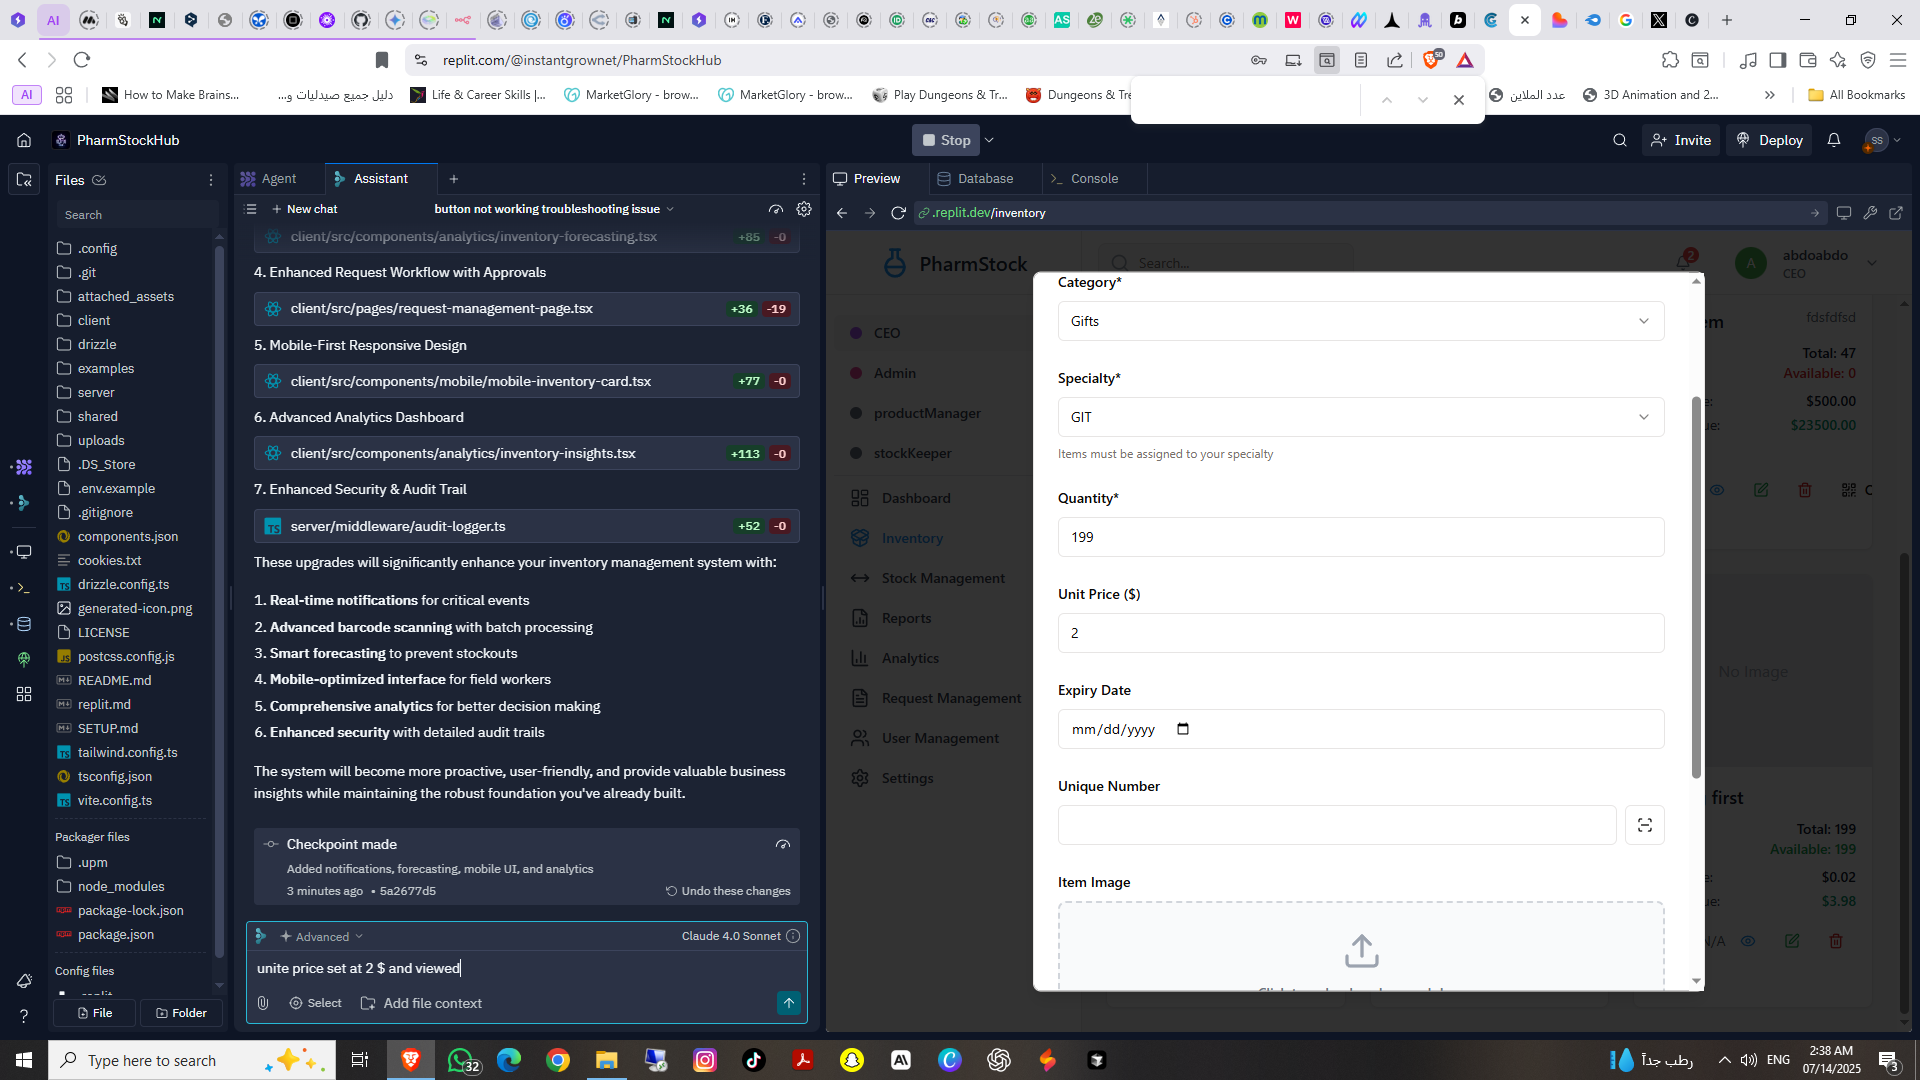 AI
replit.com/@instantgrownet/PharmStockHub
50
AI
How to Make Brains...
دليل جميع صيدليات و...
Life & Career Skills |...
MarketGlory - brow...
MarketGlory - brow...
Play Dungeons & Tr...
Dungeons & Tre
عدد الملاين
3D Animation and 2...
All Bookmarks
PharmStockHub
Stop
Invite
Deploy
SS
Files
Search
.config
.git
attached_assets
client
drizzle
examples
server
shared
uploads
.DS_Store
.env.example
.gitignore
components.json
cookies.txt
drizzle.config.ts
generated-icon.png
LICENSE
postcss.config.js
README.md
replit.md
SETUP.md
tailwind.config.ts
tsconfig.json
vite.config.ts
Packager files
.upm
node_modules
package-lock.json
package.json
Config files
.replit
File
Folder
Agent
Assistant
New chat
button not working troubleshooting issue
client/src/components/analytics/inventory-forecasting.tsx +85 -0
4. Enhanced Request Workflow with Approvals
client/src/pages/request-management-page.tsx +36 -19
5. Mobile-First Responsive Design
client/src/components/mobile/mobile-inventory-card.tsx +77 -0
6. Advanced Analytics Dashboard
client/src/components/analytics/inventory-insights.tsx +113 -0
7. Enhanced Security & Audit Trail
TS server/middleware/audit-logger.ts +52 -0
These upgrades will significantly enhance your inventory management system with:
1. Real-time notifications for critical events
2. Advanced barcode scanning with batch processing
3. Smart forecasting to prevent stockouts
4. Mobile-optimized interface for field workers
5. Comprehensive analytics for better decision making
6. Enhanced security with detailed audit trails
The system will become more proactive, user-friendly, and provide valuable business
insights while maintaining the robust foundation you've already built.
Checkpoint made
Added notifications, forecasting, mobile UI, and analytics
3 minutes ago • 5a2677d5
Undo these changes
Advanced
Claude 4.0 Sonnet
unite price set at 2 $ and viewed
Select
Add file context
Preview
Database
Console
.replit.dev/inventory
PharmStock
Search...
2
A
abdoabdo
CEO
CEO
Admin
productManager
stockKeeper
Dashboard
Inventory
Stock Management
Reports
Analytics
Request Management
User Management
Settings
Category*
Gifts
Specialty*
GIT
Items must be assigned to your specialty
Quantity*
199
Unit Price ($)
2
Expiry Date
mm/dd/yyyy
Unique Number
Item Image
em
fdsfdfsd
Total: 47
Available: 0
e: $500.00
ue: $23500.00
C
No Image
first
Total: 199
Available: 199
e: $0.02
ue: $3.98
N/A
Type here to search
32
رطب جداً
ENG
2:38 AM
07/14/2025
3